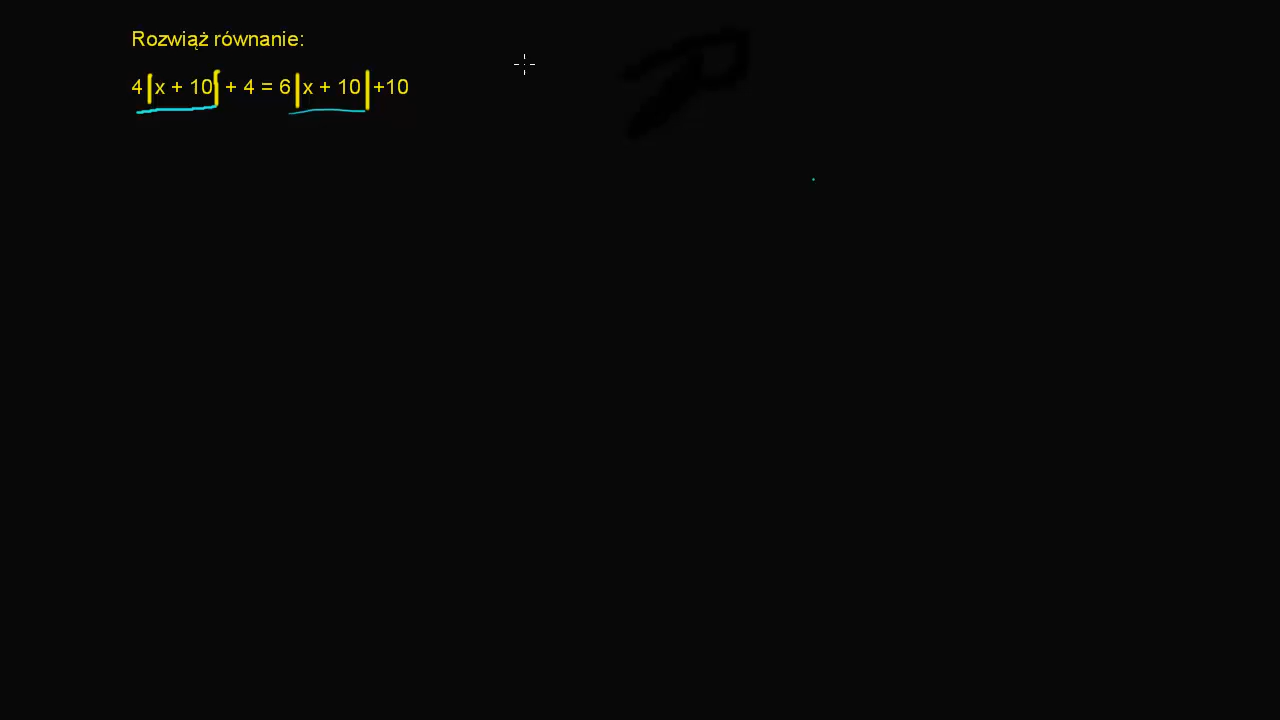 Rozwiąż równanie:
4|x + 10| + 4 = 6|x + 10|+10